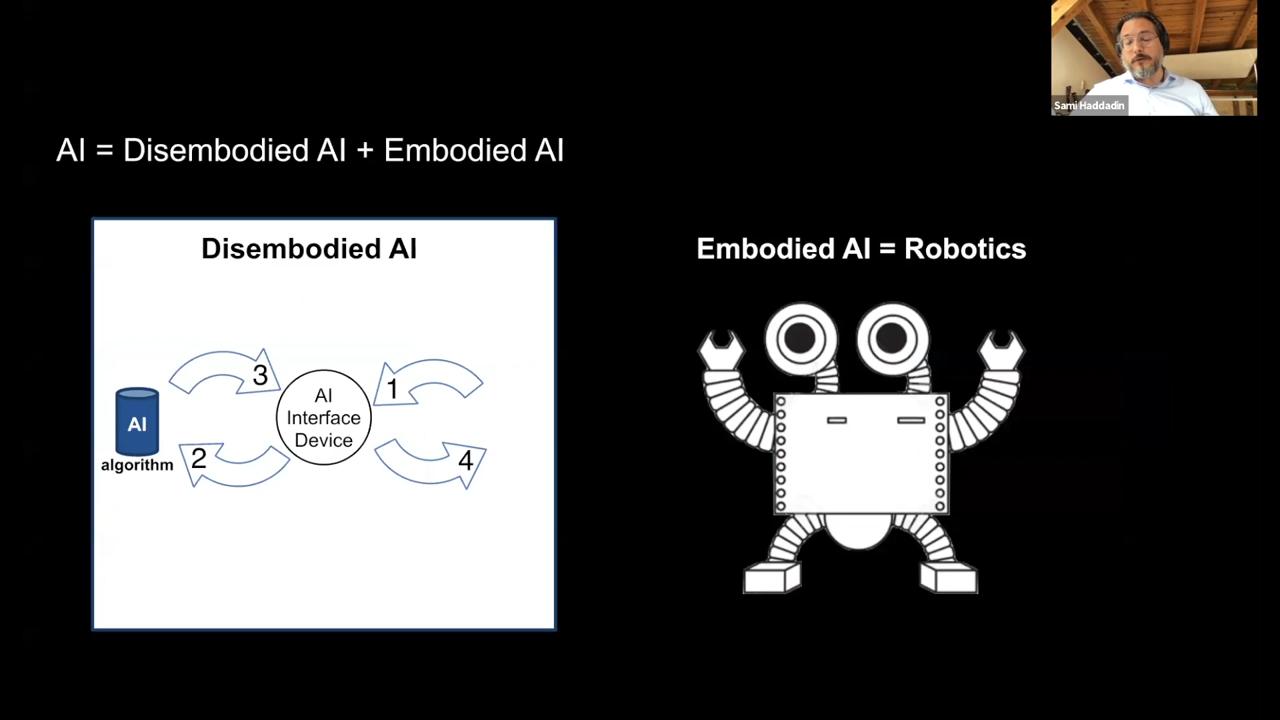 Sami Haddadin
AI = Disembodied AI + Embodied AI
Disembodied AI
3
1
AI
Interface
Device
AI
algorithm
2
4
Embodied AI = Robotics